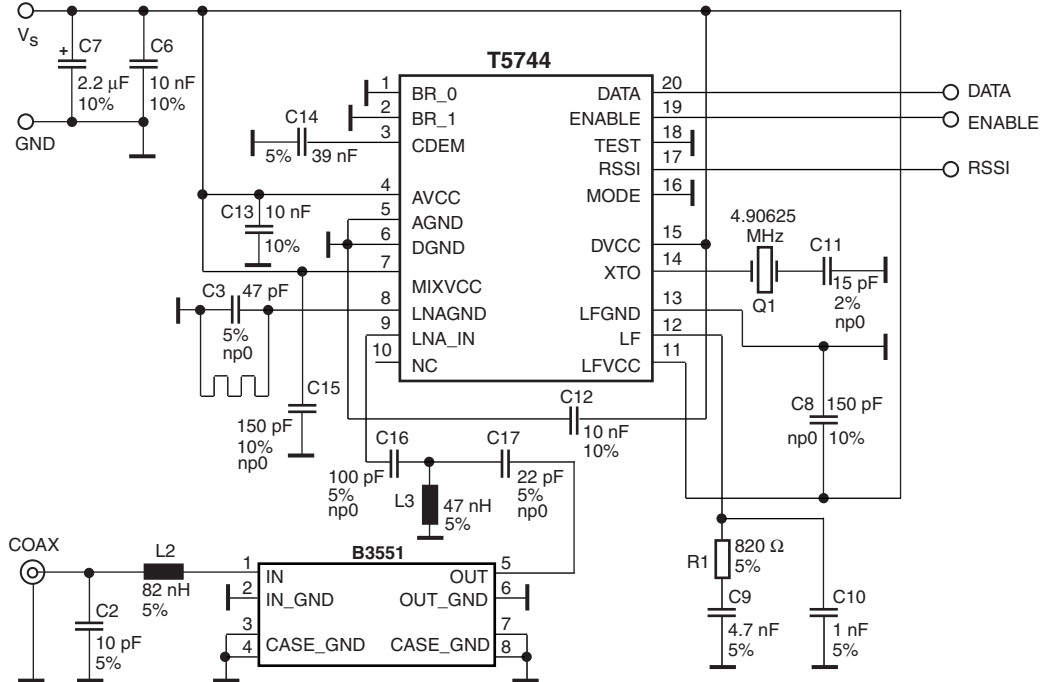 VS
C7
+
2.2 μF
10%
C6
10 nF
10%
GND
T5744
1
BR_0
2
BR_1
3
CDEM
4
AVCC
5
AGND
6
DGND
7
MIXVCC
8
LNAGND
9
LNA_IN
10
NC
DATA
20
ENABLE
19
TEST
18
RSSI
17
MODE
16
DVCC
15
XTO
14
LFGND
13
LF
12
LFVCC
11
DATA
ENABLE
RSSI
C14
5%
39 nF
C13
10 nF
10%
C3
47 pF
5%
np0
C15
150 pF
10%
np0
4.90625
MHz
Q1
C11
15 pF
2%
np0
C12
10 nF
10%
C8
150 pF
np0
10%
C16
100 pF
5%
np0
C17
22 pF
5%
np0
L3
47 nH
5%
COAX
L2
82 nH
5%
C2
10 pF
5%
B3551
1
IN
2
IN_GND
3
4
CASE_GND
OUT
5
OUT_GND
6
CASE_GND
7
8
R1
820 Ω
5%
C9
4.7 nF
5%
C10
1 nF
5%